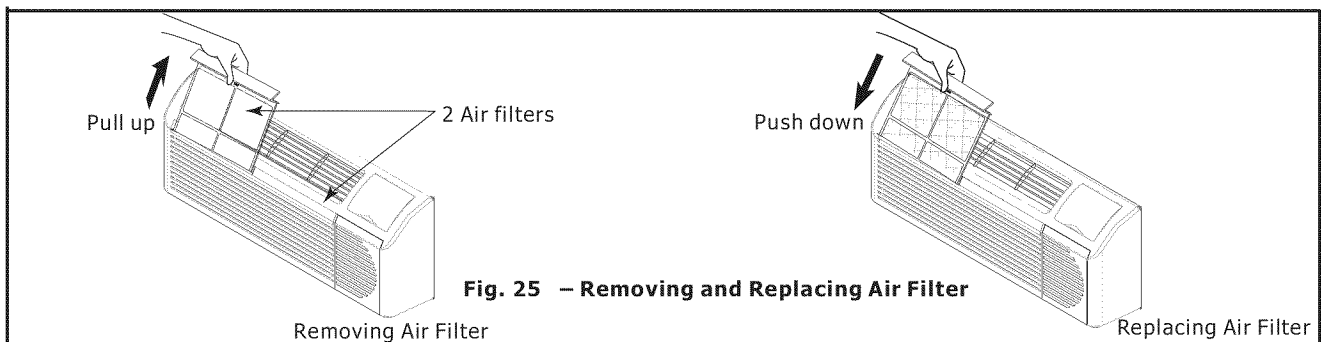 Pull up
2 Air filters
Push down
Fig. 25 – Removing and Replacing Air Filter
Removing Air Filter
Replacing Air Filter